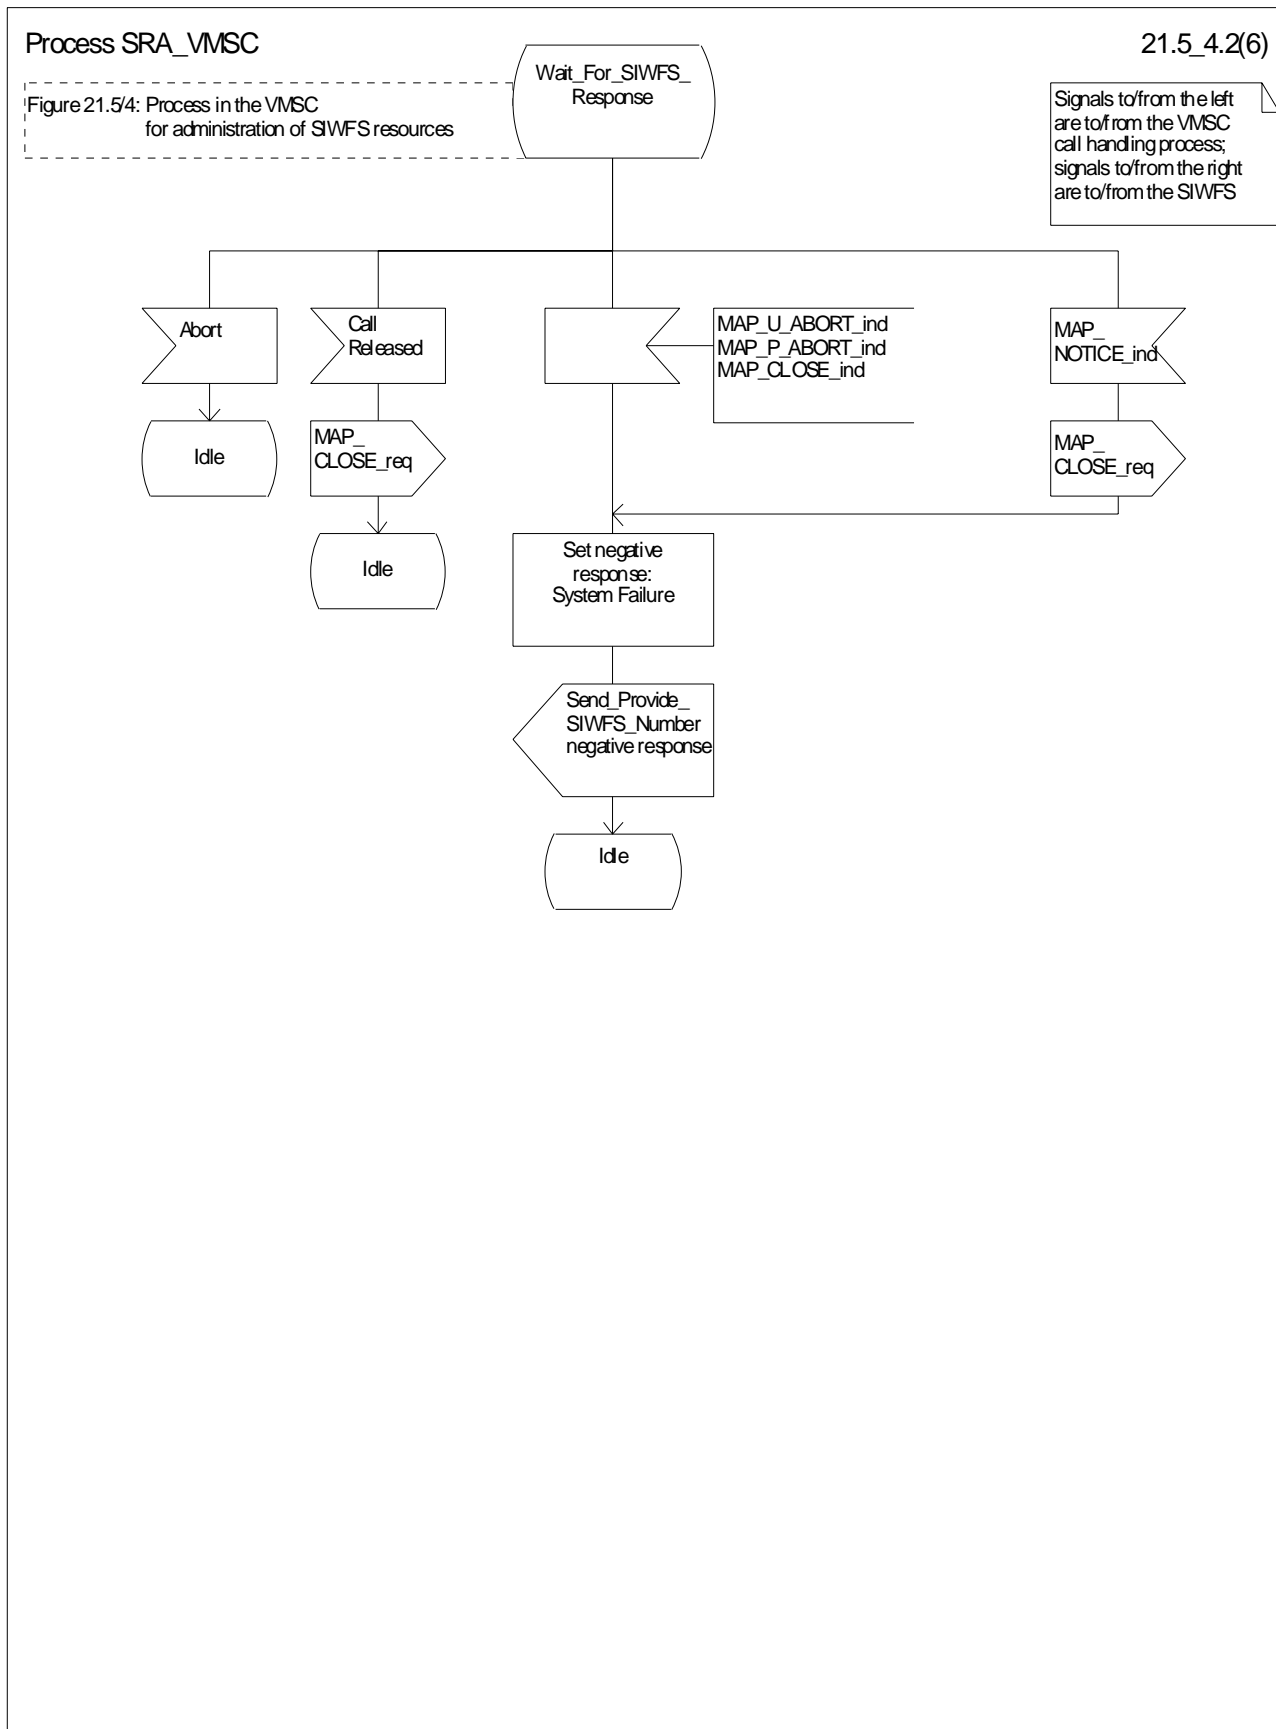 Process SRA_VMSC
21.5_4.2(6)
Figure 21.5/4: Process in the VMSC
for administration of SIWFS resources
Wait_For_SIWFS_
Response
Signals to/from the left
are to/from the VMSC
call handling process;
signals to/from the right
are to/from the SIWFS
Abort
Call
Released
MAP_U_ABORT_ind
MAP_P_ABORT_ind
MAP_CLOSE_ind
MAP_
NOTICE_ind
Idle
MAP_
CLOSE_req
MAP_
CLOSE_req
Idle
Set negative
response:
System Failure
Send_Provide_
SIWFS_Number
negative response
Idle